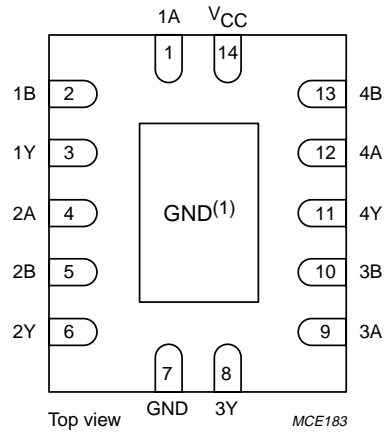 1A VCC
1 14
1B 2 13 4B
1Y 3 12 4A
2A 4 GND(1) 11 4Y
2B 5 10 3B
2Y 6 9 3A
7 8
GND 3Y
Top view MCE183